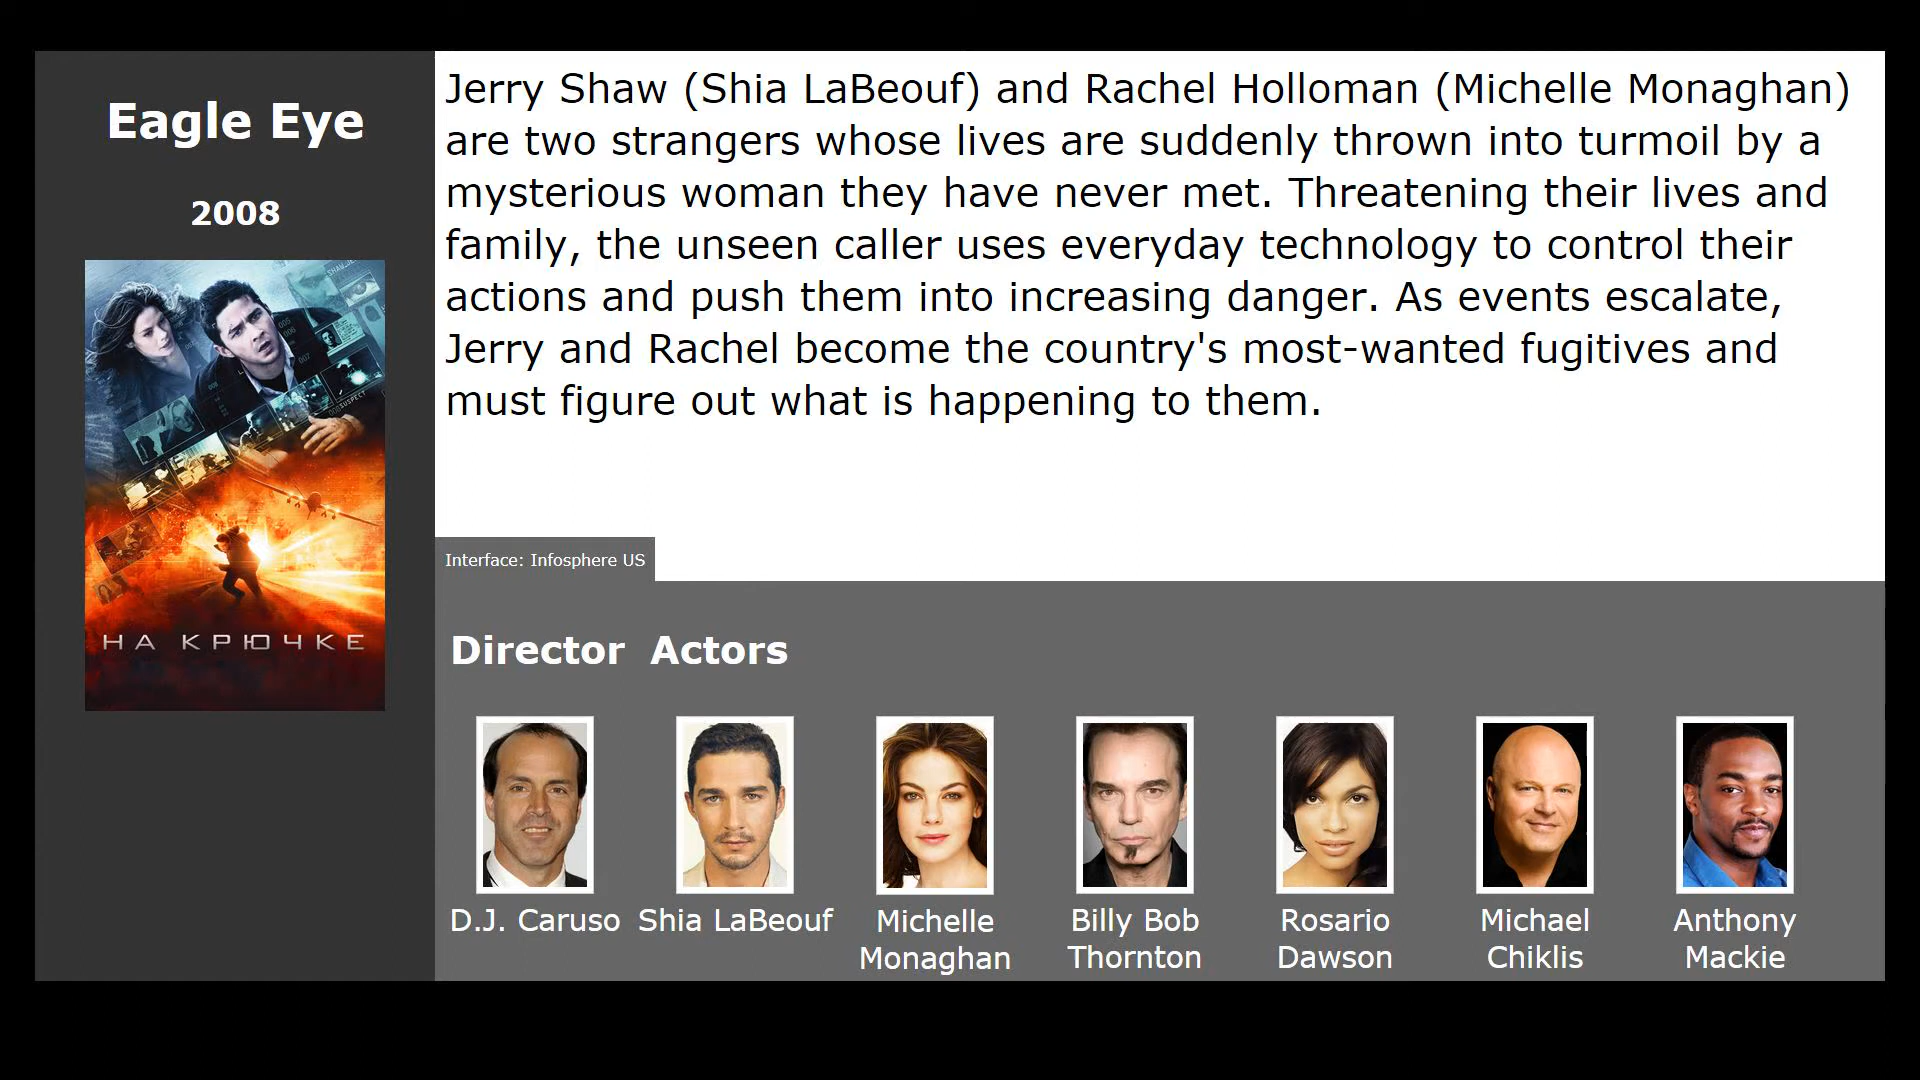 Eagle Eye
2008
НА КРЮЧКЕ
Jerry Shaw (Shia LaBeouf) and Rachel Holloman (Michelle Monaghan)
are two strangers whose lives are suddenly thrown into turmoil by a
mysterious woman they have never met. Threatening their lives and
family, the unseen caller uses everyday technology to control their
actions and push them into increasing danger. As events escalate,
Jerry and Rachel become the country's most-wanted fugitives and
must figure out what is happening to them.
Interface: Infosphere US
Director Actors
D.J. Caruso
Shia LaBeouf
Michelle
Monaghan
Billy Bob
Thornton
Rosario
Dawson
Michael
Chiklis
Anthony
Mackie